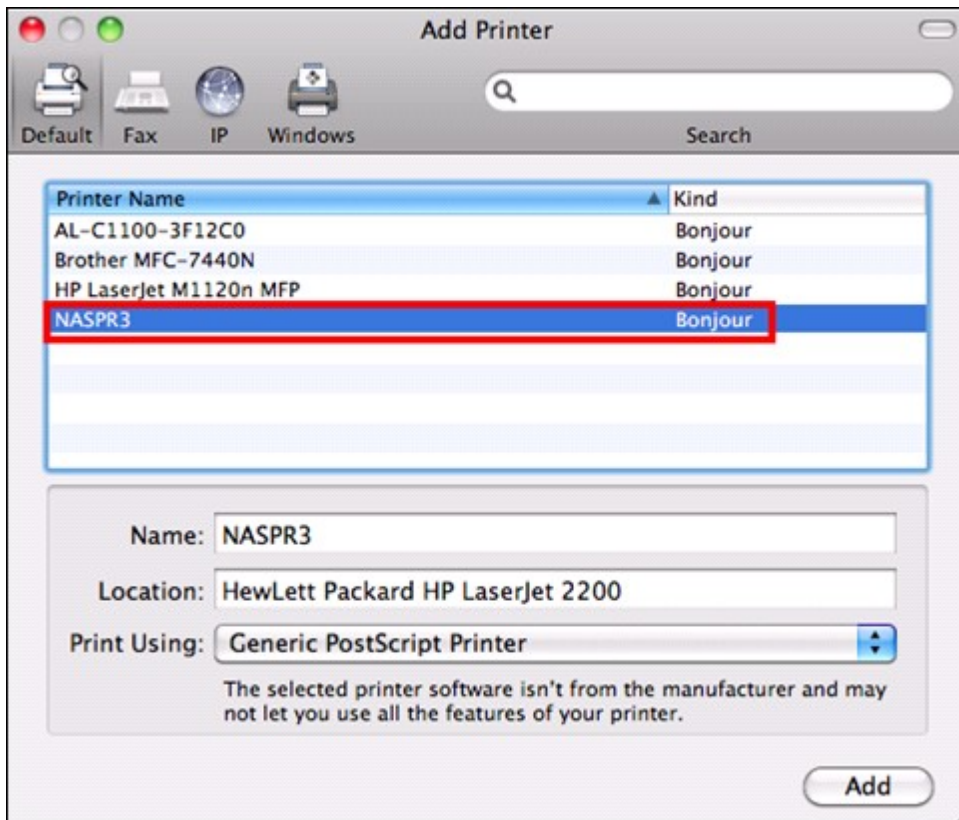 Add Printer
Default Fax IP Windows Search
Printer Name Kind
AL-C1100-3F12C0 Bonjour
Brother MFC-7440N Bonjour
HP LaserJet M1120n MFP Bonjour
NASPR3 Bonjour
Name: NASPR3
Location: HewLett Packard HP LaserJet 2200
Print Using: Generic PostScript Printer
The selected printer software isn't from the manufacturer and may
not let you use all the features of your printer.
Add